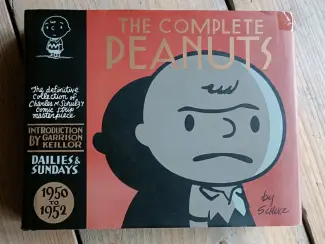 THE COMPLETE
PEANUTS
The definitive
collection of
Charles M. Schulz's
comic strip
masterpiece
INTRODUCTION
BY GARRISON
KEILLOR
DAILIES &
SUNDAYS
1950
TO
1952
by
SCHULZ